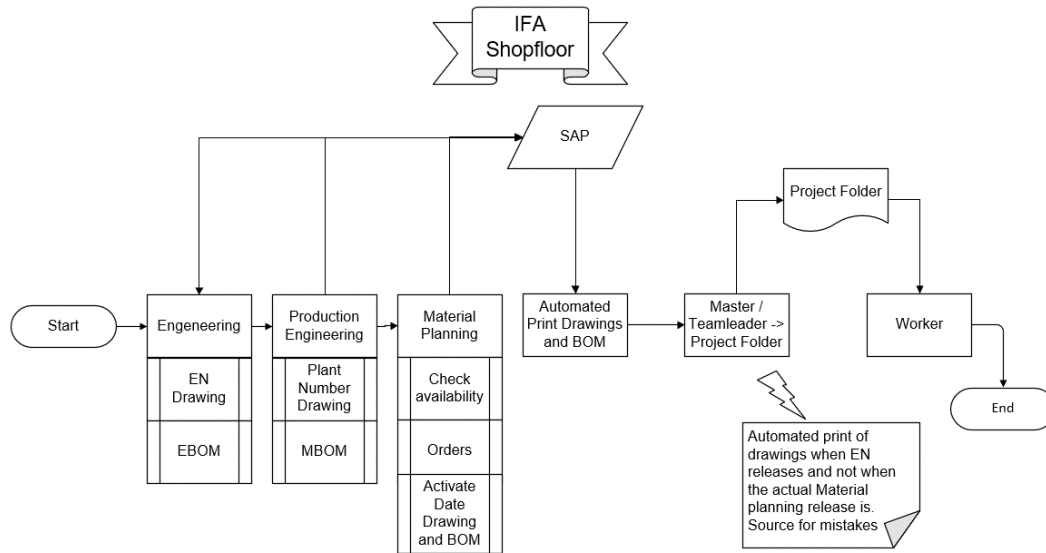 IFA
Shopfloor
SAP
Project Folder
Start
Engeneering
Production
Engineering
Material
Planning
Automated
Print Drawings
and BOM
Master /
Teamleader ->
Project Folder
Worker
EN
Drawing
Plant
Number
Drawing
Check
availability
EBOM
MBOM
Orders
Activate
Date
Drawing
and BOM
End
Automated print of
drawings when EN
releases and not when
the actual Material
planning release is.
Source for mistakes